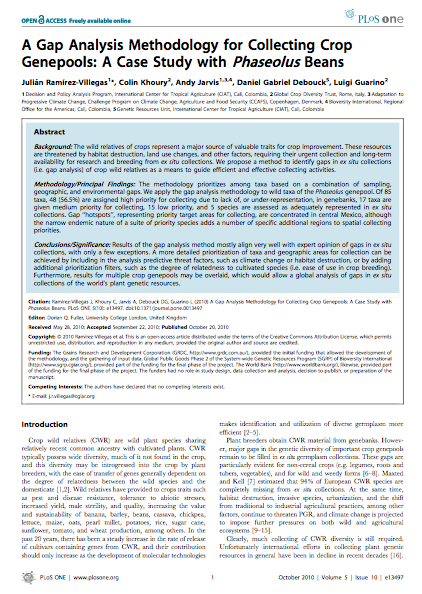 OPEN ACCESS Freely available online
PLoS one
A Gap Analysis Methodology for Collecting Crop
Genepools: A Case Study with Phaseolus Beans
Julián Ramírez-Villegas1*, Colin Khoury2, Andy Jarvis1,3,4, Daniel Gabriel Debouck5, Luigi Guarino2
1 Decision and Policy Analysis Program, International Center for Tropical Agriculture (CIAT), Cali, Colombia, 2 Global Crop Diversity Trust, Rome, Italy, 3 Adaptation to
Progressive Climate Change, Challenge Program on Climate Change, Agriculture and Food Security (CCAFS), Copenhagen, Denmark, 4 Bioversity International, Regional
Office for the Americas, Cali, Colombia, 5 Genetic Resources Unit, International Center for Tropical Agriculture (CIAT), Cali, Colombia
Abstract
Background: The wild relatives of crops represent a major source of valuable traits for crop improvement. These resources
are threatened by habitat destruction, land use changes, and other factors, requiring their urgent collection and long-term
availability for research and breeding from ex situ collections. We propose a method to identify gaps in ex situ collections
(i.e. gap analysis) of crop wild relatives as a means to guide efficient and effective collecting activities.
Methodology/Principal Findings: The methodology prioritizes among taxa based on a combination of sampling,
geographic, and environmental gaps. We apply the gap analysis methodology to wild taxa of the Phaseolus genepool. Of 85
taxa, 48 (56.5%) are assigned high priority for collecting due to lack of, or under-representation, in genebanks, 17 taxa are
given medium priority for collecting, 15 low priority, and 5 species are assessed as adequately represented in ex situ
collections. Gap "hotspots", representing priority target areas for collecting, are concentrated in central Mexico, although
the narrow endemic nature of a suite of priority species adds a number of specific additional regions to spatial collecting
priorities.
Conclusions/Significance: Results of the gap analysis method mostly align very well with expert opinion of gaps in ex situ
collections, with only a few exceptions. A more detailed prioritization of taxa and geographic areas for collection can be
achieved by including in the analysis predictive threat factors, such as climate change or habitat destruction, or by adding
additional prioritization filters, such as the degree of relatedness to cultivated species (i.e. ease of use in crop breeding).
Furthermore, results for multiple crop genepools may be overlaid, which would allow a global analysis of gaps in ex situ
collections of the world's plant genetic resources.
Citation: Ramírez-Villegas J, Khoury C, Jarvis A, Debouck DG, Guarino L (2010) A Gap Analysis Methodology for Collecting Crop Genepools: A Case Study with
Phaseolus Beans. PLoS ONE 5(10): e13497. doi:10.1371/journal.pone.0013497
Editor: Dorian Q. Fuller, University College London, United Kingdom
Received May 28, 2010; Accepted September 22, 2010; Published October 20, 2010
Copyright: © 2010 Ramírez-Villegas et al. This is an open-access article distributed under the terms of the Creative Commons Attribution License, which permits
unrestricted use, distribution, and reproduction in any medium, provided the original author and source are credited.
Funding: The Grains Research and Development Corporation (GRDC, http://www.grdc.com.au/), provided the initial funding that allowed the development of
the methodology, and the gathering of input data. Global Public Goods Phase 2 of the System-wide Genetic Resources Program (SGRP) of Bioversity International
(http://www.sgrp.cgiar.org/), provided part of the funding for the final phase of the project. The World Bank (http://www.worldbank.org/), likewise, provided part
of the funding for the final phase of the project. The funders had no role in study design, data collection and analysis, decision to publish, or preparation of the
manuscript.
Competing Interests: The authors have declared that no competing interests exist.
* E-mail: j.r.villegas@cgiar.org
Introduction
Crop wild relatives (CWR) are wild plant species sharing
relatively recent common ancestry with cultivated plants. CWR
typically possess wide diversity, much of it not found in the crop,
and this diversity may be introgressed into the crop by plant
breeders, with the ease of transfer of genes generally dependent on
the degree of relatedness between the wild species and the
domesticate [1,2]. Wild relatives have provided to crops traits such
as pest and disease resistance, tolerance to abiotic stresses,
increased yield, male sterility, and quality, increasing the value
and sustainability of banana, barley, beans, cassava, chickpea,
lettuce, maize, oats, pearl millet, potatoes, rice, sugar cane,
sunflower, tomato, and wheat production, among others. In the
past 20 years, there has been a steady increase in the rate of release
of cultivars containing genes from CWR, and their contribution
should only increase as the development of molecular technologies
makes identification and utilization of diverse germplasm more
efficient [2–5].
Plant breeders obtain CWR material from genebanks. Howev-
er, major gaps in the genetic diversity of important crop genepools
remain to be filled in ex situ germplasm collections. These gaps are
particularly evident for non-cereal crops (e.g. legumes, roots and
tubers, vegetables), and for wild and weedy forms [6–8]. Maxted
and Kell [7] estimated that 94% of European CWR species are
completely missing from ex situ collections. At the same time,
habitat destruction, invasive species, urbanization, and the shift
from traditional to industrial agricultural practices, among other
factors, continue to threaten PGR, and climate change is projected
to impose further pressures on both wild and agricultural
ecosystems [9–15].
Clearly, much collecting of CWR diversity is still required.
Unfortunately international efforts in collecting plant genetic
resources in general have been in decline in recent decades [16].
PLoS ONE | www.plosone.org
1
October 2010 | Volume 5 | Issue 10 | e13497